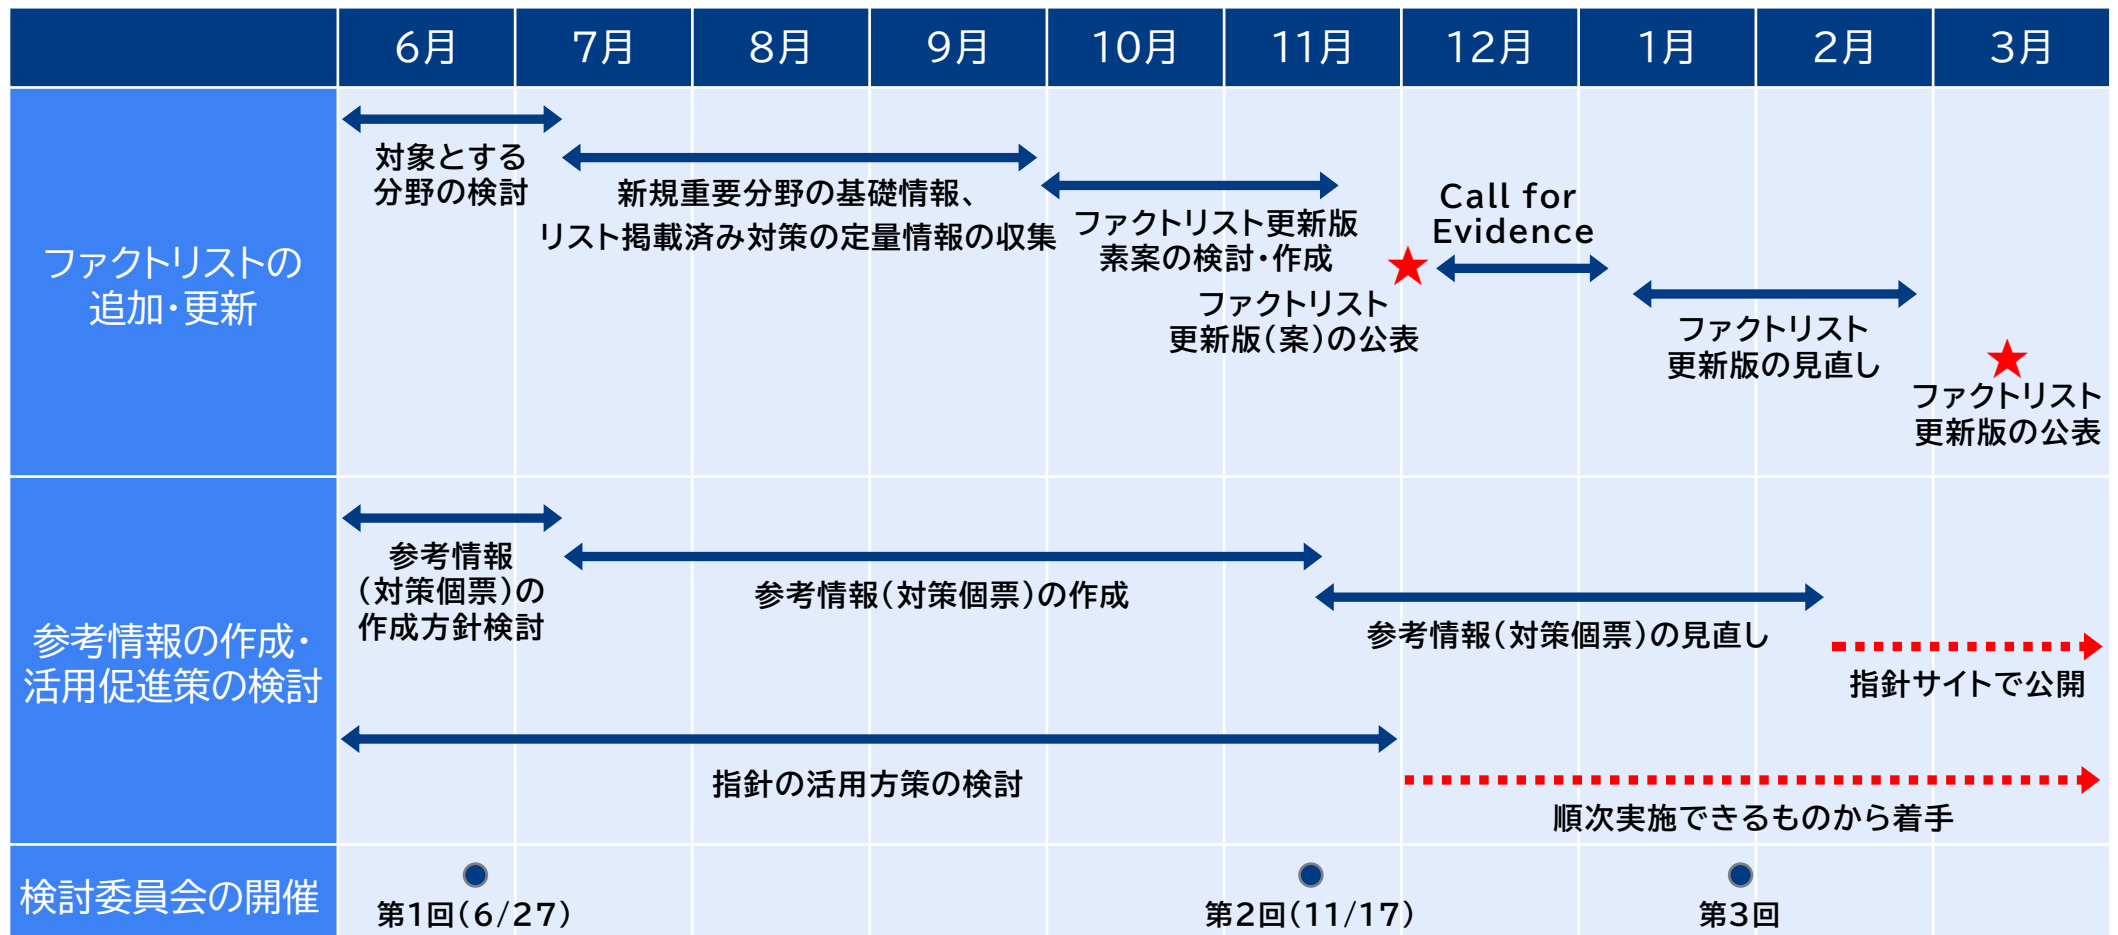 6月
7月
8月
9月
10月
11月
12月
1月
2月
3月
ファクトリストの
追加・更新
対象とする
分野の検討
新規重要分野の基礎情報、
リスト掲載済み対策の定量情報の収集
ファクトリスト更新版
素案の検討・作成
ファクトリスト
更新版(案)の公表
Call for
Evidence
ファクトリスト
更新版の見直し
ファクトリスト
更新版の公表
参考情報の作成・
活用促進策の検討
参考情報
(対策個票)の
作成方針検討
参考情報(対策個票)の作成
参考情報(対策個票)の見直し
指針サイトで公開
指針の活用方策の検討
順次実施できるものから着手
検討委員会の開催
第1回(6/27)
第2回(11/17)
第3回